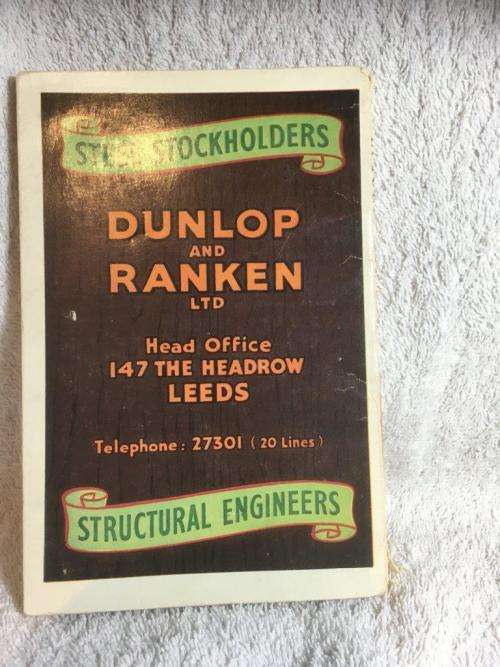 STEEL STOCKHOLDERS
DUNLOP
AND
RANKEN
LTD
Head Office
147 THE HEADROW
LEEDS
Telephone: 27301 (20 Lines)
STRUCTURAL ENGINEERS